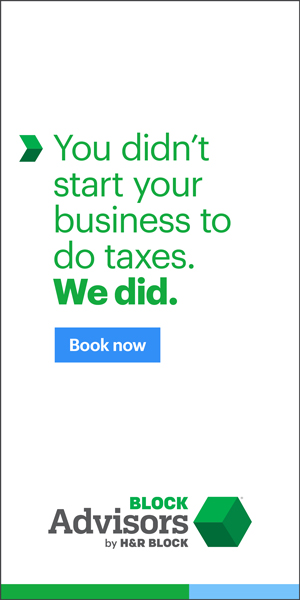 You didn’t
start your
business to
do taxes.
We did.
Book now
BLOCK
Advisors
by H&R BLOCK